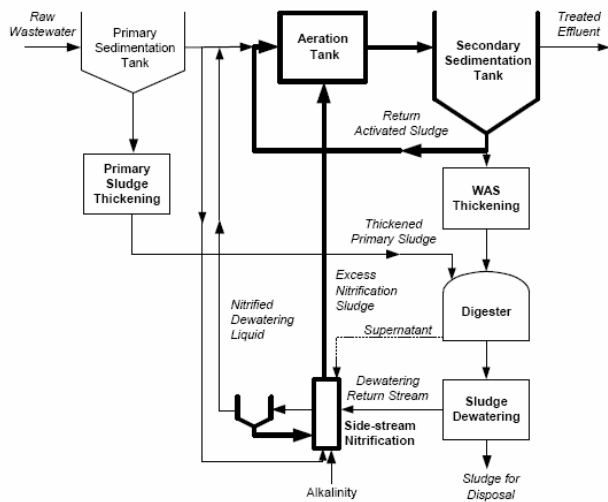 Raw
Wastewater
Primary
Sedimentation
Tank
Aeration
Tank
Secondary
Sedimentation
Tank
Treated
Effluent
Return
Activated Sludge
Primary
Sludge
Thickening
WAS
Thickening
Thickened
Primary Sludge
Excess
Nitrification
Sludge
Nitrified
Dewatering
Liquid
Digester
Supernatant
Dewatering
Return Stream
Sludge
Dewatering
Side-stream
Nitrification
Alkalinity
Sludge for
Disposal